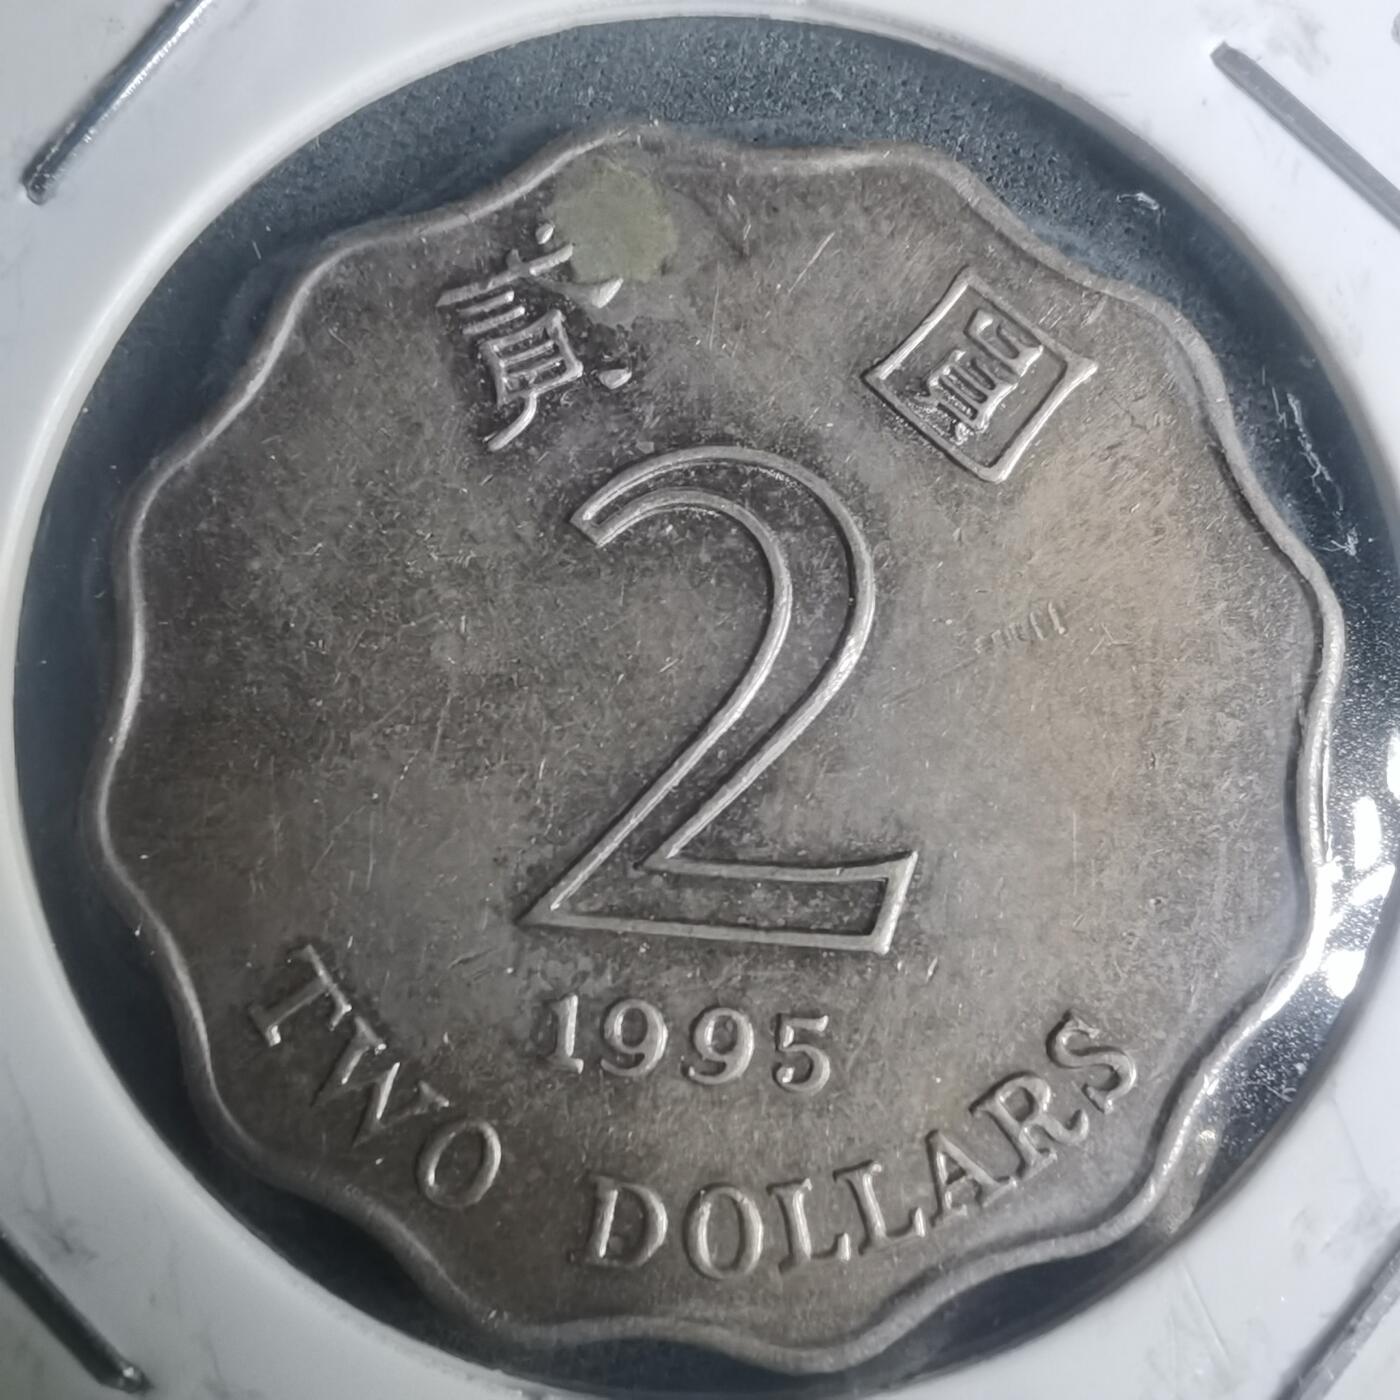 貳 圓
2
1995
TWO DOLLARS